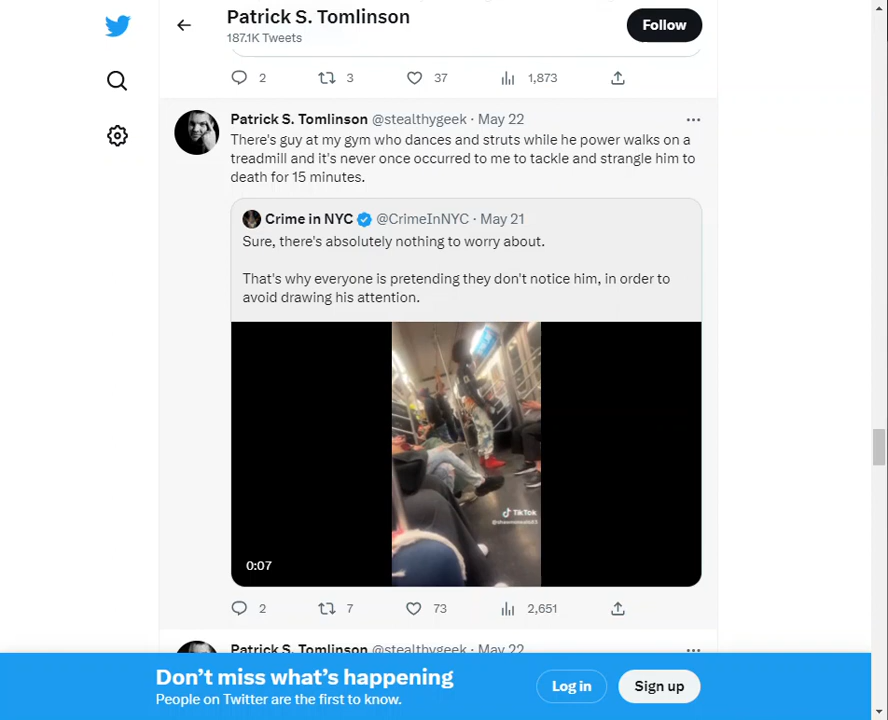 Patrick S. Tomlinson
187.1K Tweets
Follow
2 3 37 1,873
Patrick S. Tomlinson @stealthygeek · May 22
There's guy at my gym who dances and struts while he power walks on a
treadmill and it's never once occurred to me to tackle and strangle him to
death for 15 minutes.
Crime in NYC @CrimeInNYC · May 21
Sure, there's absolutely nothing to worry about.
That's why everyone is pretending they don't notice him, in order to
avoid drawing his attention.
TikTok
0:07
2 7 73 2,651
Patrick S. Tomlinson @stealthygeek · May 22
Don't miss what's happening
People on Twitter are the first to know.
Log in
Sign up